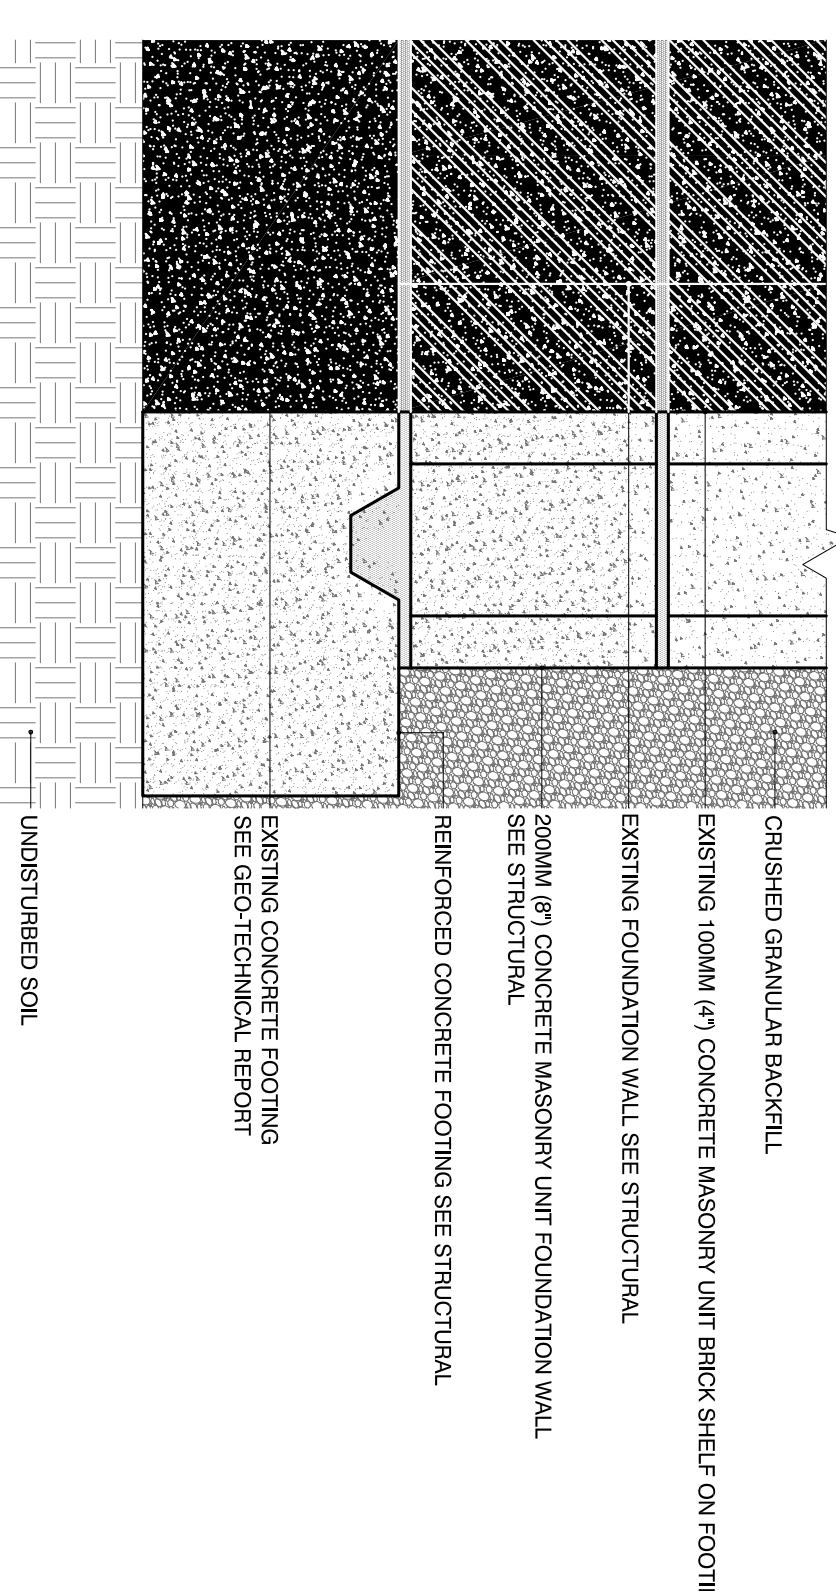 CRUSHED GRANULAR BACKFILL
EXISTING 100MM (4") CONCRETE MASONRY UNIT BRICK SHELF ON
EXISTING FOUNDATION WALL SEE STRUCTURAL
200MM (8") CONCRETE MASONRY UNIT FOUNDATION WALL
SEE STRUCTURAL
REINFORCED CONCRETE FOOTING SEE STRUCTURAL
EXISTING CONCRETE FOOTING
SEE GEO-TECHNICAL REPORT
UNDISTURBED SOIL